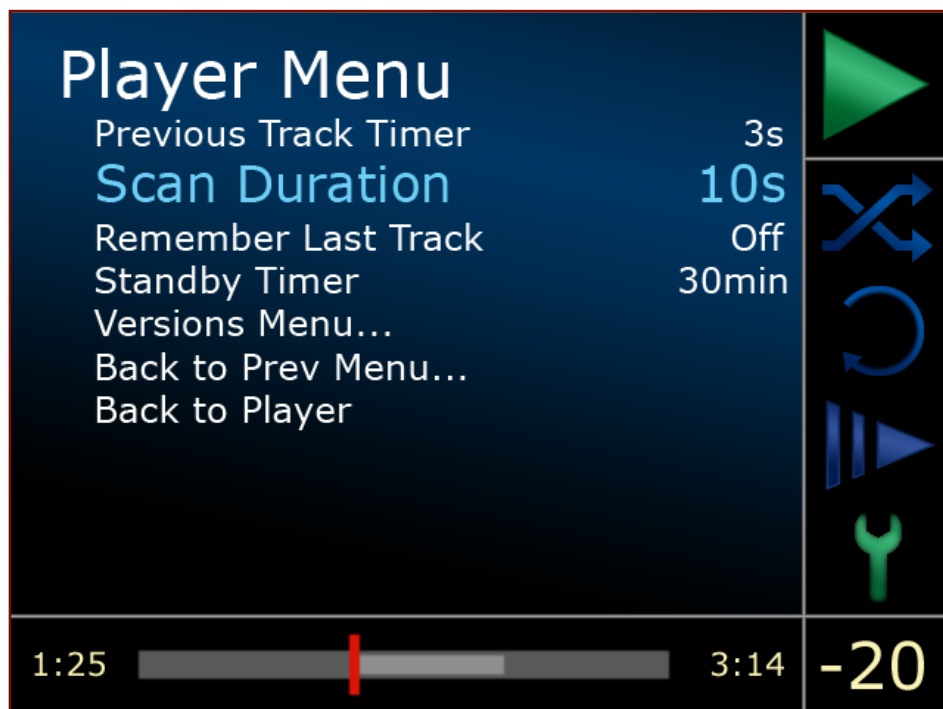 Player Menu
Previous Track Timer 3s
Scan Duration 10s
Remember Last Track Off
Standby Timer 30min
Versions Menu...
Back to Prev Menu...
Back to Player
1:25 3:14 -20